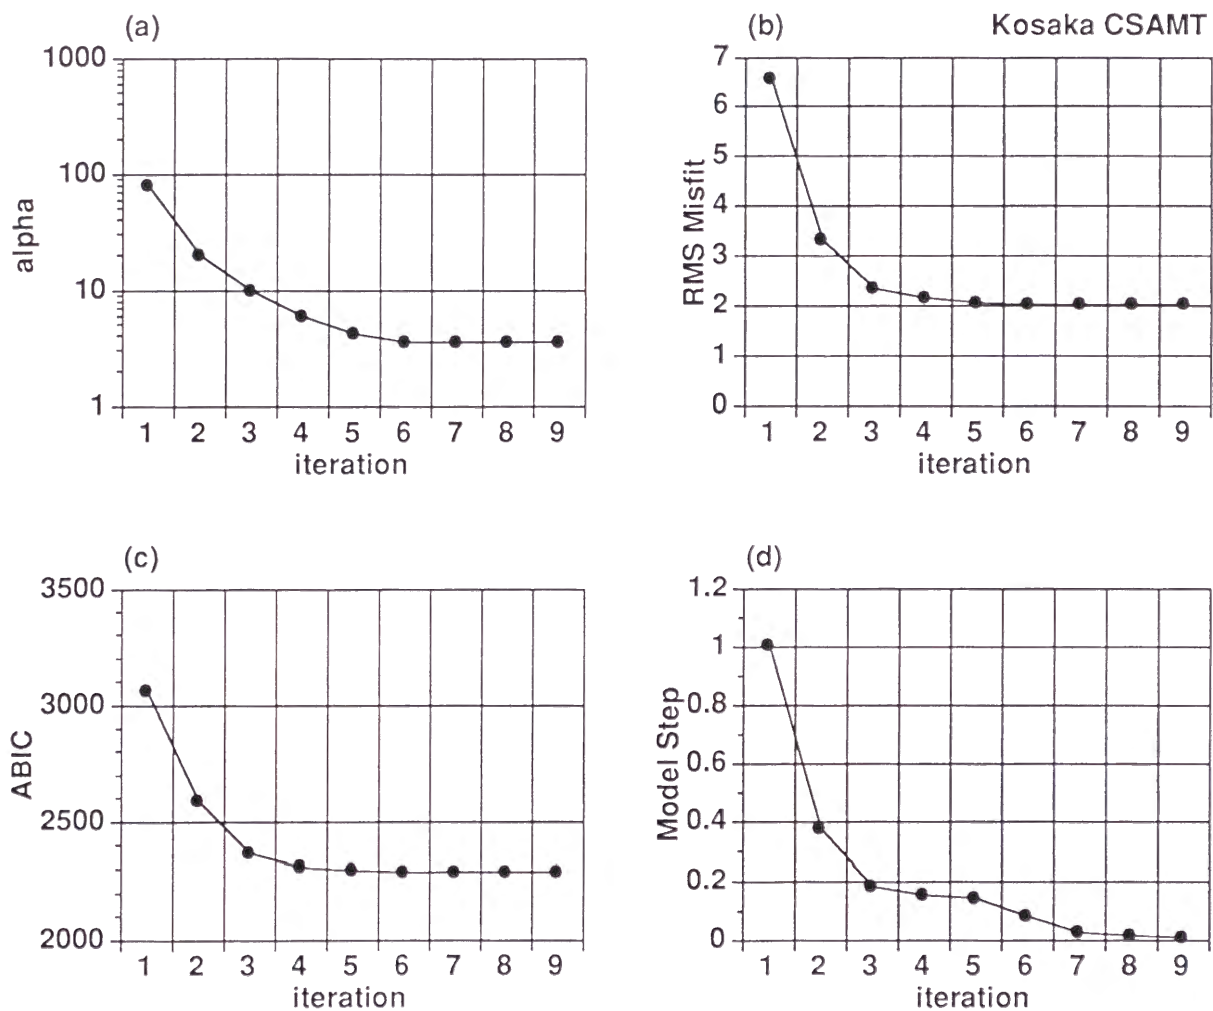 (a)
1000
100
10
1
alpha
1 2 3 4 5 6 7 8 9
iteration
(b) Kosaka CSAMT
7
6
5
4
3
2
1
0
RMS Misfit
1 2 3 4 5 6 7 8 9
iteration
(c)
3500
3000
2500
2000
ABIC
1 2 3 4 5 6 7 8 9
iteration
(d)
1.2
1
0.8
0.6
0.4
0.2
0
Model Step
1 2 3 4 5 6 7 8 9
iteration